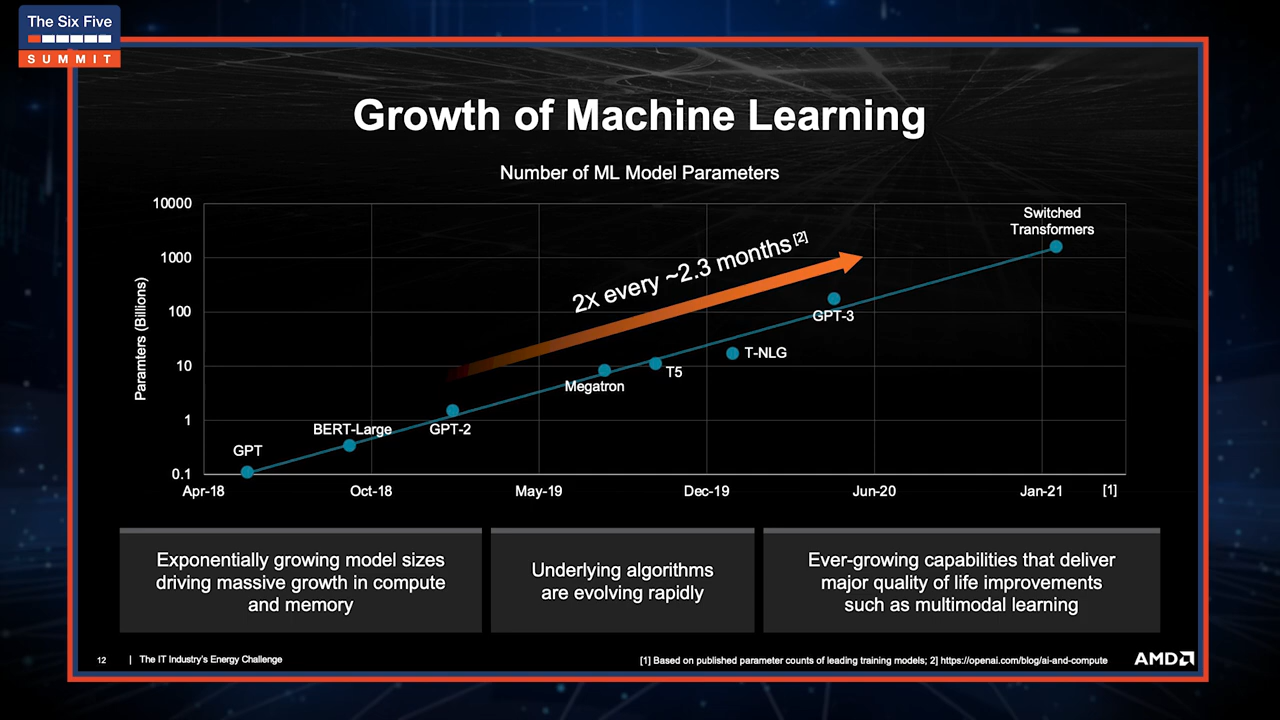 The Six Five
SUMMIT
Growth of Machine Learning
Number of ML Model Parameters
Paramters (Billions)
10000
1000
100
10
1
0.1
Apr-18
Oct-18
May-19
Dec-19
Jun-20
Jan-21
[1]
2x every ~2.3 months [2]
GPT
BERT-Large
GPT-2
Megatron
T5
T-NLG
GPT-3
Switched
Transformers
Exponentially growing model sizes
driving massive growth in compute
and memory
Underlying algorithms
are evolving rapidly
Ever-growing capabilities that deliver
major quality of life improvements
such as multimodal learning
12 | The IT Industry's Energy Challenge
[1] Based on published parameter counts of leading training models; 2] https://openai.com/blog/ai-and-compute
AMD